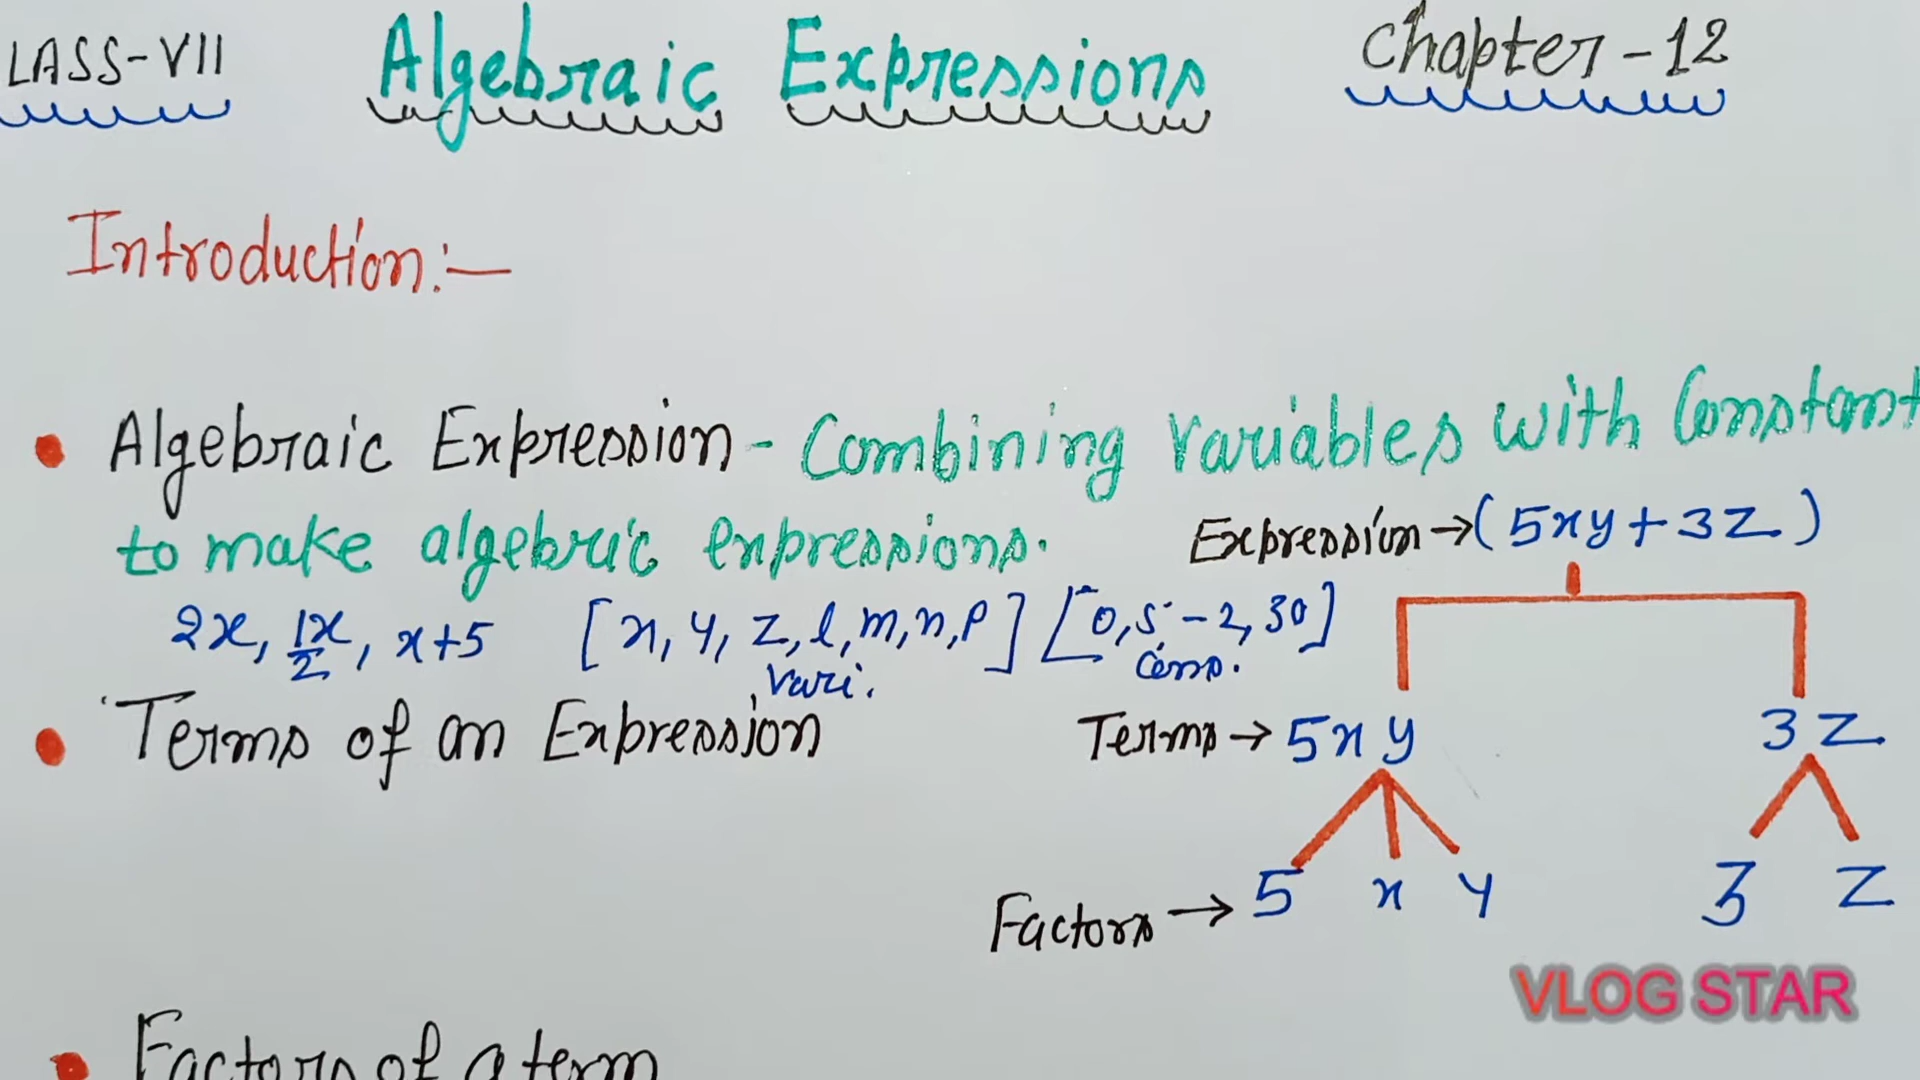 LASS-VII Algebraic Expressions Chapter-12
Introduction:-
• Algebraic Expression - Combining Variables with Constant
to make algebric expressions.
Expression → (5xy+3z)
2x, 1x/2, x+5 [x, y, z, l, m, n, p] [0, 5, -2, 30]
vari. Cons.
• Terms of an Expression
Terms → 5xy 3z
Factors → 5 x y 3 z
VLOG STAR
• Factors of a term